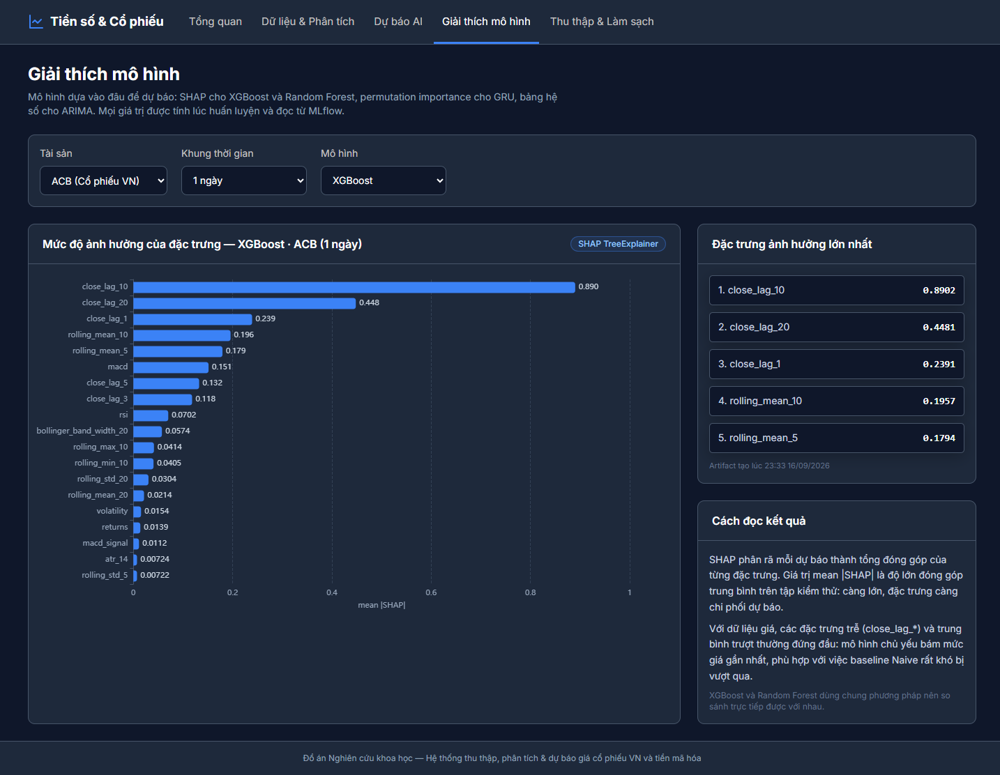 Tiền số & Cổ phiếu
Tổng quan
Dữ liệu & Phân tích
Dự báo AI
Giải thích mô hình
Thu thập & Làm sạch
Giải thích mô hình
Mô hình dựa vào đâu để dự báo: SHAP cho XGBoost và Random Forest, permutation importance cho GRU, bảng hệ
số cho ARIMA. Mọi giá trị được tính lúc huấn luyện và đọc từ MLflow.
Tài sản
Khung thời gian
Mô hình
ACB (Cổ phiếu VN)
1 ngày
XGBoost
Mức độ ảnh hưởng của đặc trưng — XGBoost · ACB (1 ngày)
SHAP TreeExplainer
close_lag_10 0.890
close_lag_20 0.448
close_lag_1 0.239
rolling_mean_10 0.196
rolling_mean_5 0.179
macd 0.151
close_lag_5 0.132
close_lag_3 0.118
rsi 0.0702
bollinger_band_width_20 0.0574
rolling_max_10 0.0414
rolling_min_10 0.0405
rolling_std_20 0.0304
rolling_mean_20 0.0214
volatility 0.0154
returns 0.0139
macd_signal 0.0112
atr_14 0.00724
rolling_std_5 0.00722
0 0.2 0.4 0.6 0.8 1
mean |SHAP|
Đặc trưng ảnh hưởng lớn nhất
1. close_lag_10 0.8902
2. close_lag_20 0.4481
3. close_lag_1 0.2391
4. rolling_mean_10 0.1957
5. rolling_mean_5 0.1794
Artifact tạo lúc 23:33 16/09/2026
Cách đọc kết quả
SHAP phân rã mỗi dự báo thành tổng đóng góp của
từng đặc trưng. Giá trị mean |SHAP| là độ lớn đóng góp
trung bình trên tập kiểm thử: càng lớn, đặc trưng càng
chi phối dự báo.
Với dữ liệu giá, các đặc trưng trễ (close_lag_*) và trung
bình trượt thường đứng đầu: mô hình chủ yếu bám mức
giá gần nhất, phù hợp với việc baseline Naive rất khó bị
vượt qua.
XGBoost và Random Forest dùng chung phương pháp nên so
sánh trực tiếp được với nhau.
Đồ án Nghiên cứu khoa học — Hệ thống thu thập, phân tích & dự báo giá cổ phiếu VN và tiền mã hóa